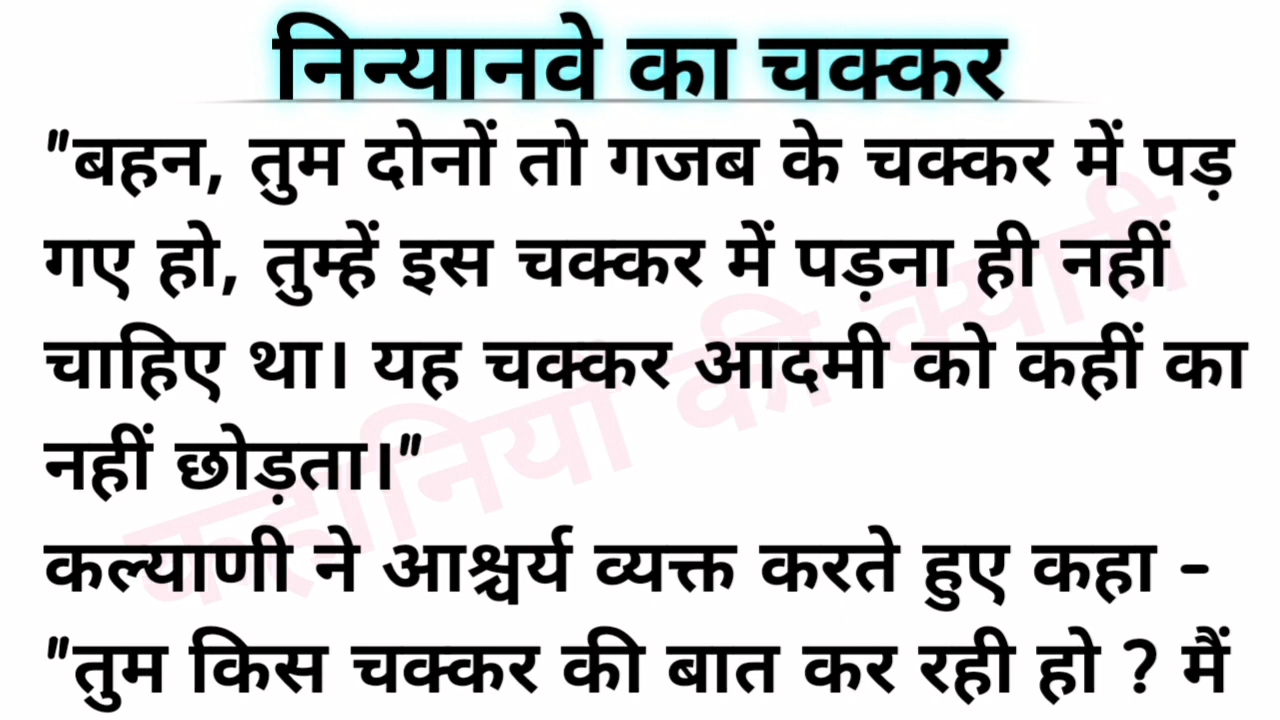 निन्यानवे का चक्कर
"बहन, तुम दोनों तो गजब के चक्कर में पड़
गए हो, तुम्हें इस चक्कर में पड़ना ही नहीं
चाहिए था। यह चक्कर आदमी को कहीं का
नहीं छोड़ता।"
कल्याणी ने आश्चर्य व्यक्त करते हुए कहा -
"तुम किस चक्कर की बात कर रही हो ? मैं
कहानियों की क्यारी